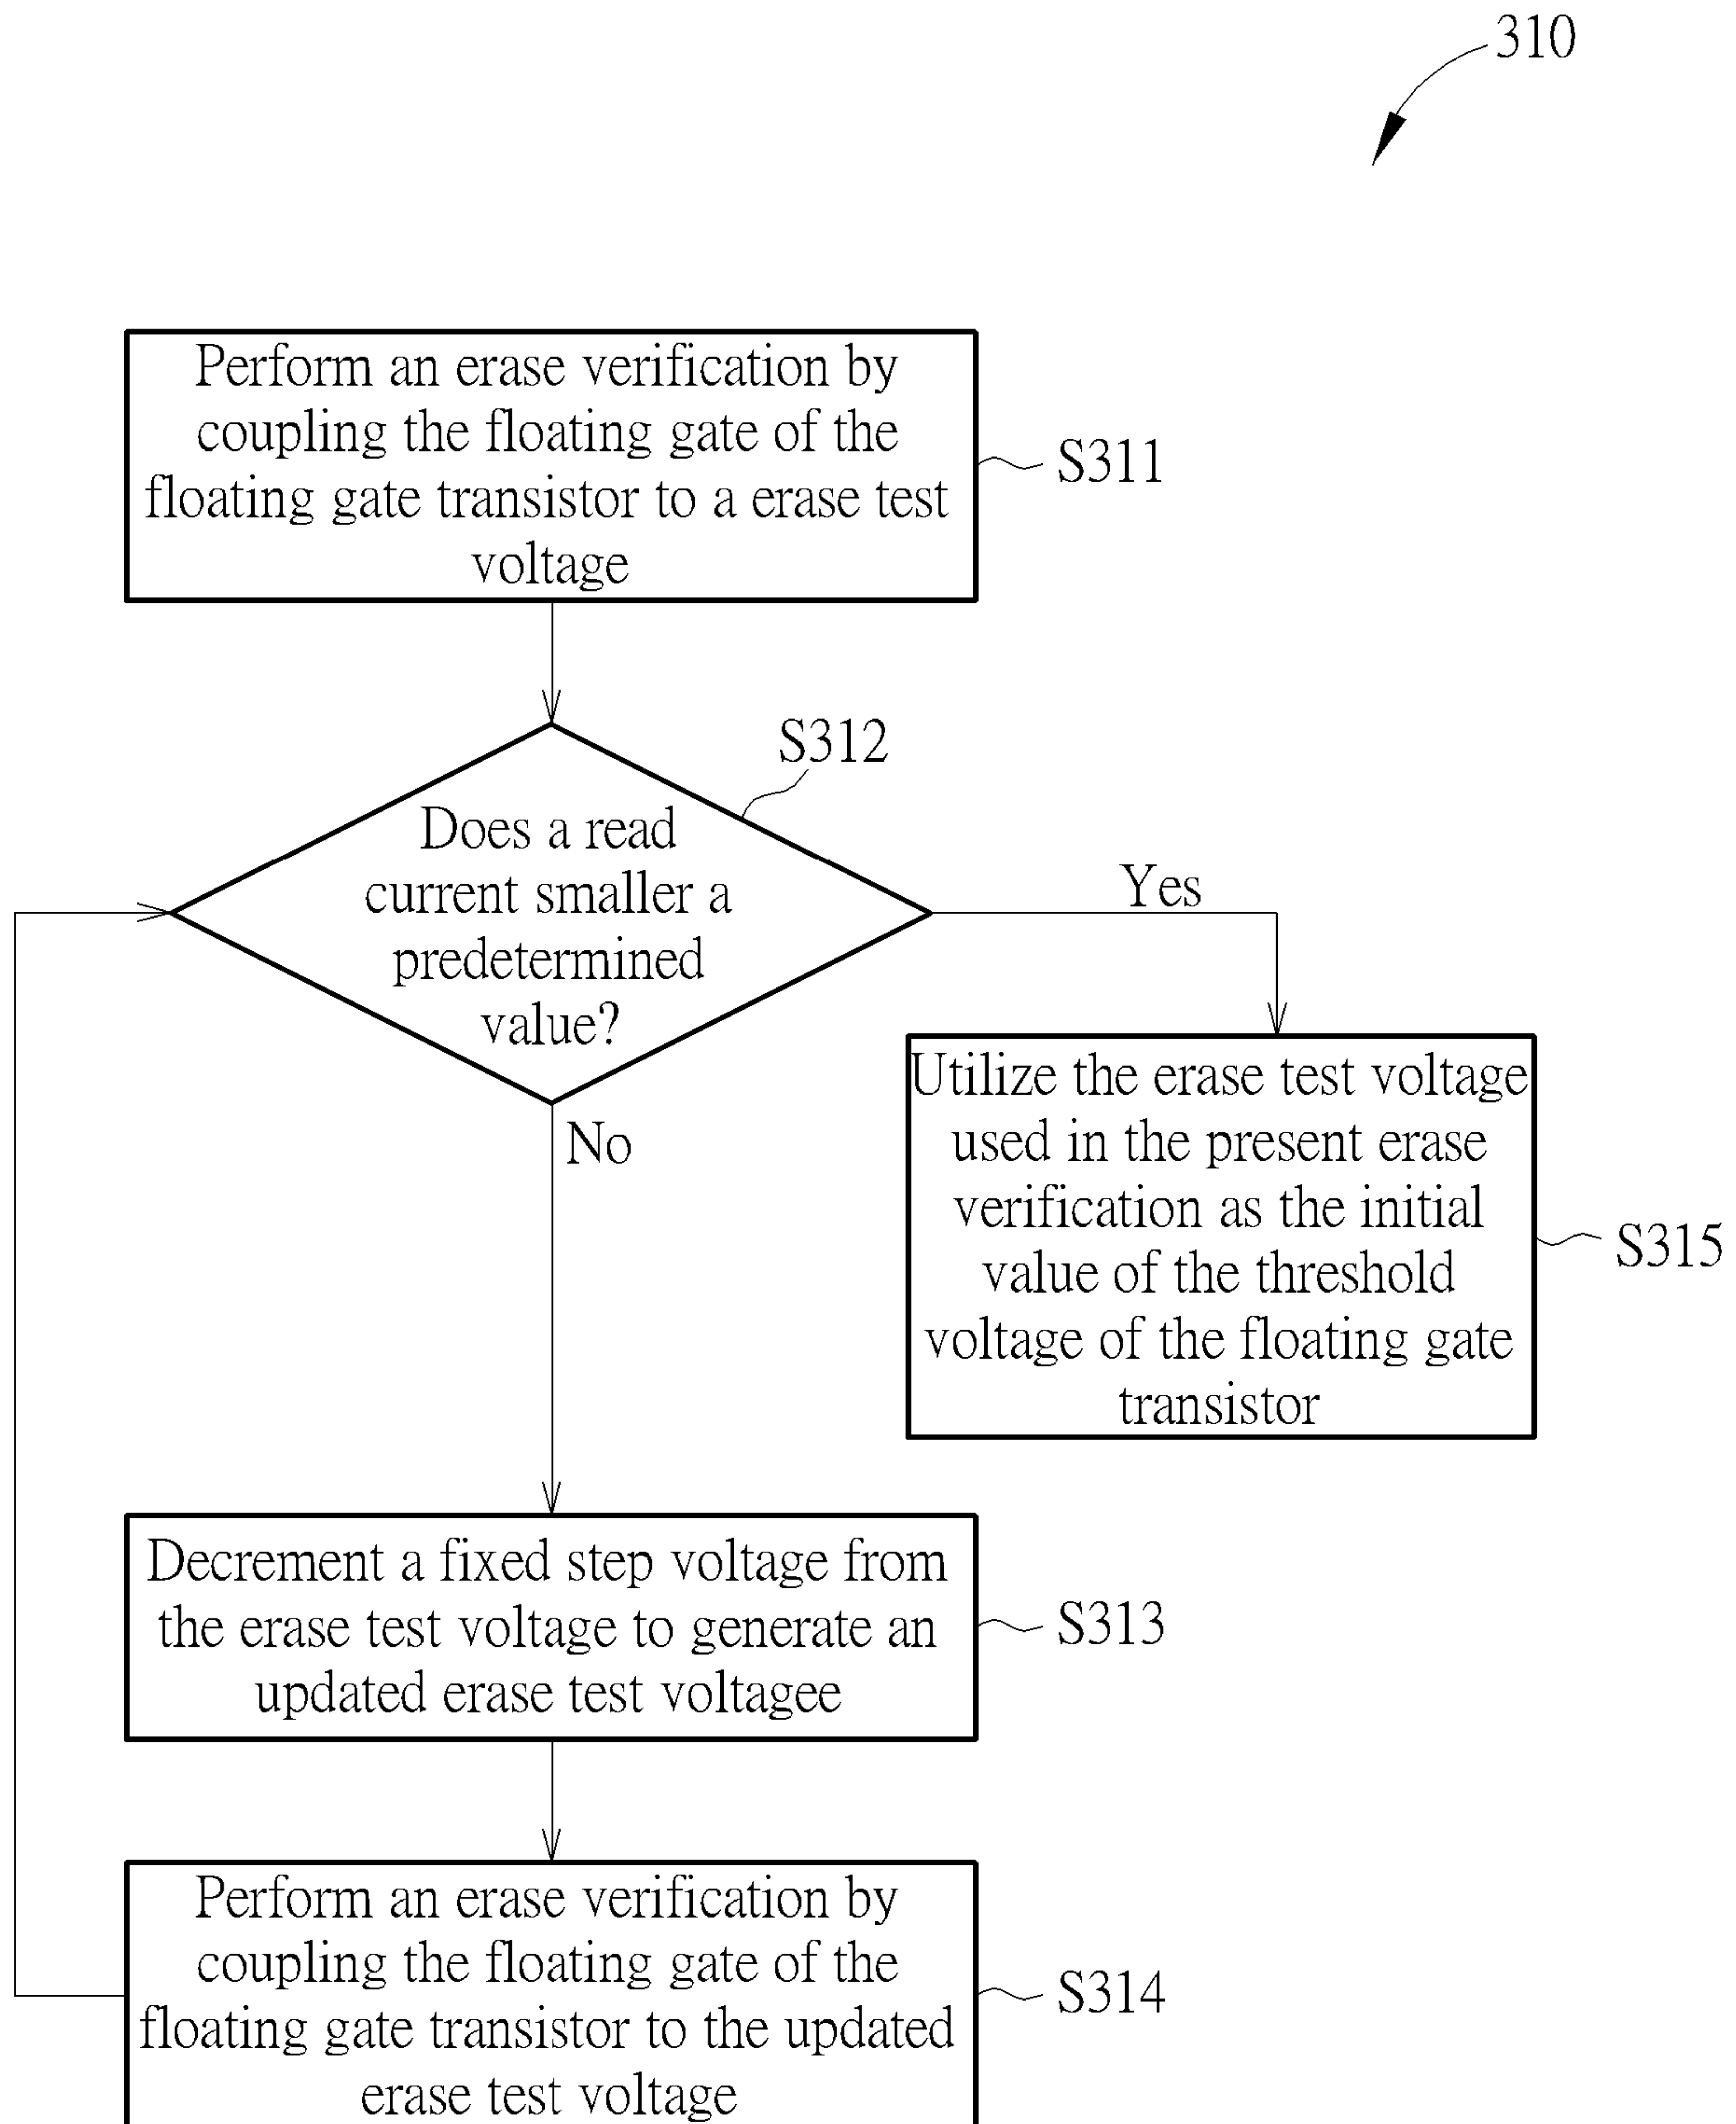 310
Perform an erase verification by
coupling the floating gate of the
floating gate transistor to a erase test
voltage
S311
S312
Does a read
current smaller a
predetermined
value?
Yes
No
Utilize the erase test voltage
used in the present erase
verification as the initial
value of the threshold
voltage of the floating gate
transistor
S315
Decrement a fixed step voltage from
the erase test voltage to generate an
updated erase test voltagee
S313
Perform an erase verification by
coupling the floating gate of the
floating gate transistor to the updated
erase test voltage
S314